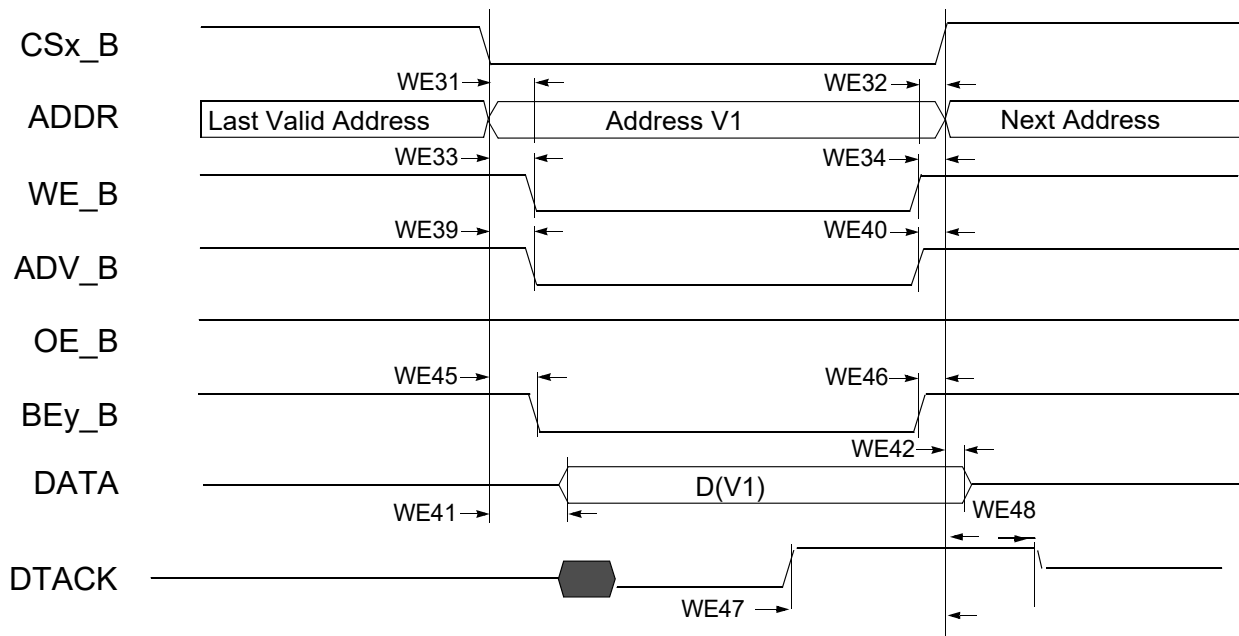 CSx_B
WE31
WE32
ADDR
Last Valid Address
Address V1
Next Address
WE33
WE34
WE_B
WE39
WE40
ADV_B
OE_B
WE45
WE46
BEy_B
WE42
DATA
D(V1)
WE41
WE48
DTACK
WE47